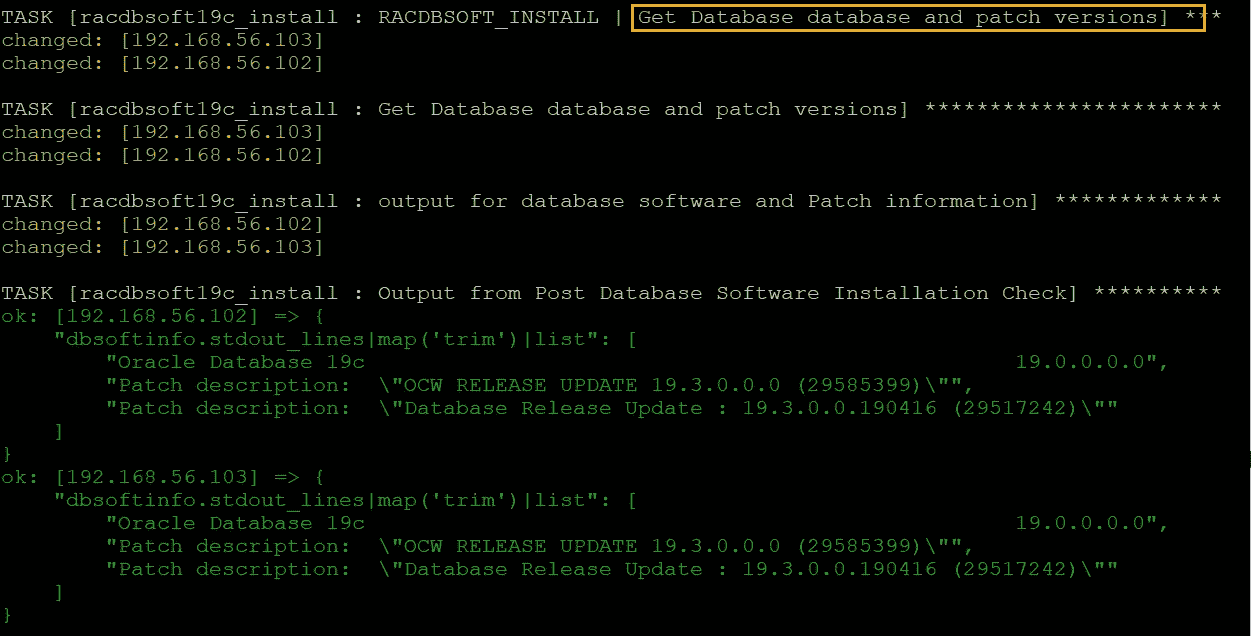 TASK [racdbsoft19c_install : RACDBSOFT_INSTALL | Get Database database and patch versions] ***
changed: [192.168.56.103]
changed: [192.168.56.102]
TASK [racdbsoft19c_install : Get Database database and patch versions] ***********************
changed: [192.168.56.103]
changed: [192.168.56.102]
TASK [racdbsoft19c_install : output for database software and Patch information] *************
changed: [192.168.56.102]
changed: [192.168.56.103]
TASK [racdbsoft19c_install : Output from Post Database Software Installation Check] **********
ok: [192.168.56.102] => {
    "dbsoftinfo.stdout_lines|map('trim')|list": [
        "Oracle Database 19c                                                  19.0.0.0.0",
        "Patch description:  \"OCW RELEASE UPDATE 19.3.0.0.0 (29585399)\"",
        "Patch description:  \"Database Release Update : 19.3.0.0.190416 (29517242)\""
    ]
}
ok: [192.168.56.103] => {
    "dbsoftinfo.stdout_lines|map('trim')|list": [
        "Oracle Database 19c                                                  19.0.0.0.0",
        "Patch description:  \"OCW RELEASE UPDATE 19.3.0.0.0 (29585399)\"",
        "Patch description:  \"Database Release Update : 19.3.0.0.190416 (29517242)\""
    ]
}